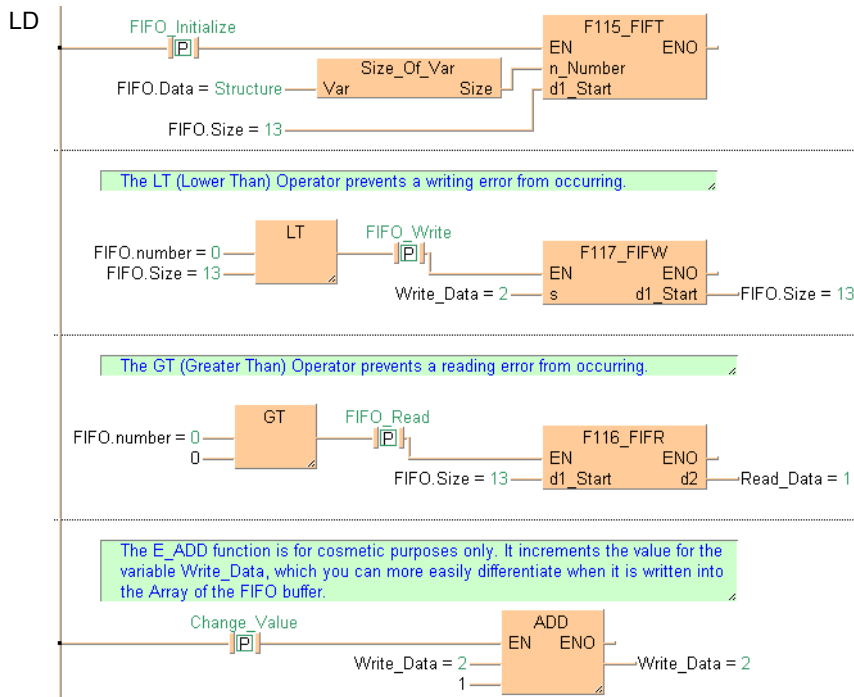 LD
FIFO_Initialize
P
F115_FIFT
EN ENO
n_Number
d1_Start
Size_Of_Var
Var Size
FIFO.Data = Structure
FIFO.Size = 13
The LT (Lower Than) Operator prevents a writing error from occurring.
LT
FIFO_Write
P
FIFO.number = 0
FIFO.Size = 13
F117_FIFW
EN ENO
Write_Data = 2
s d1_Start
FIFO.Size = 13
The GT (Greater Than) Operator prevents a reading error from occurring.
GT
FIFO_Read
P
FIFO.number = 0
0
F116_FIFR
EN ENO
FIFO.Size = 13
d1_Start d2
Read_Data = 1
The E_ADD function is for cosmetic purposes only. It increments the value for the
variable Write_Data, which you can more easily differentiate when it is written into
the Array of the FIFO buffer.
Change_Value
P
ADD
EN ENO
Write_Data = 2
Write_Data = 2
1